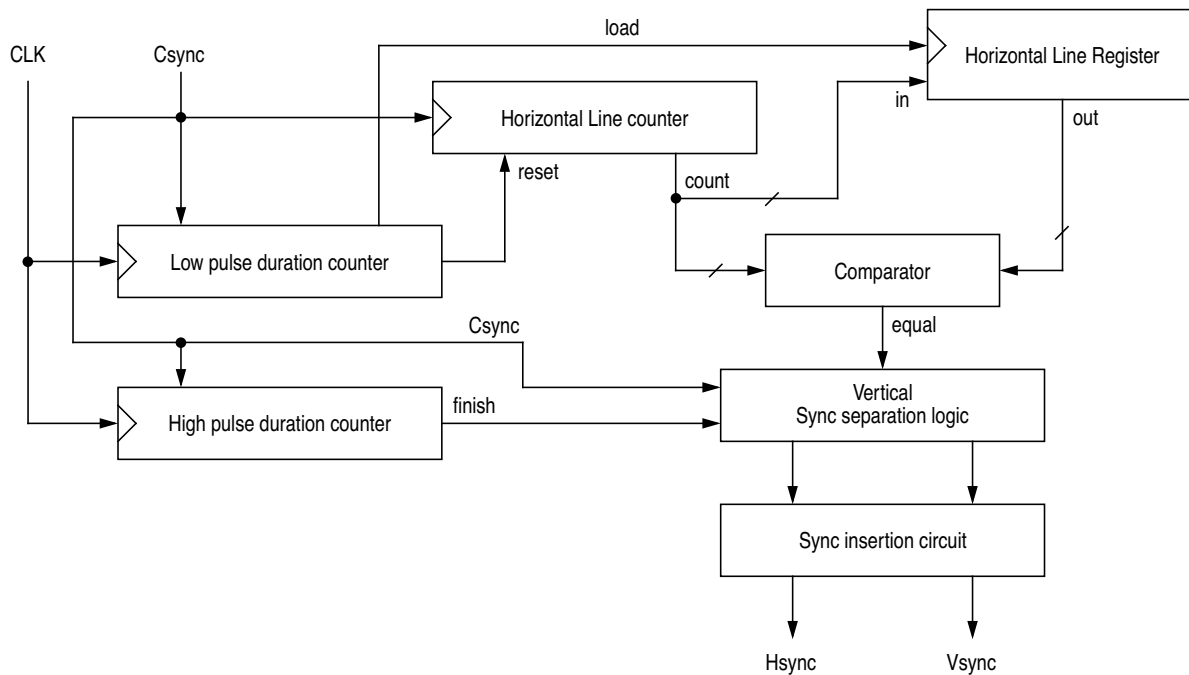 load
CLK
Csync
Horizontal Line Register
in
Horizontal Line counter
out
reset
count
Low pulse duration counter
Comparator
Csync
equal
Vertical
Sync separation logic
finish
High pulse duration counter
Sync insertion circuit
Hsync
Vsync